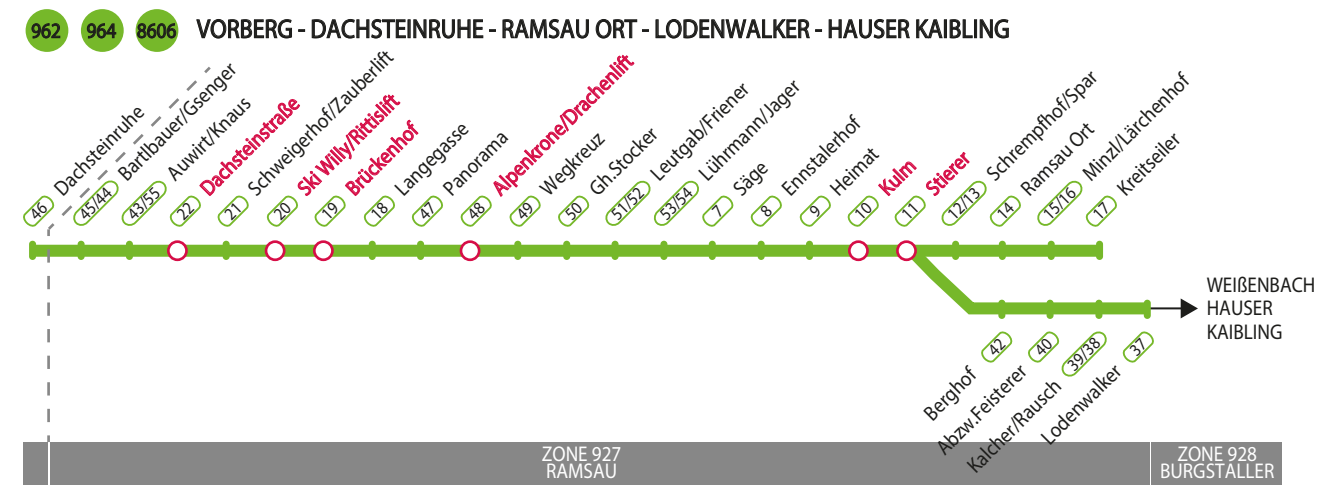 962 964 8606 VORBERG - DACHSTEINRUHE - RAMSAU ORT - LODENWALKER - HAUSER KAIBLING
46 Dachsteinruhe
45/44 Bartlbauer/Gsenger
43/55 Auwirt/Knaus
22 Dachsteinstraße
21 Schweigerhof/Zauberlift
20 Ski Willy/Rittislift
19 Brückenhof
18 Langegasse
47 Panorama
48 Alpenkrone/Drachenlift
49 Wegkreuz
50 Gh.Stocker
51/52 Leutgab/Friener
53/54 Lührmann/Jager
7 Säge
8 Ennstalerhof
9 Heimat
10 Kulm
11 Stierer
12/13 Schrempfhof/Spar
14 Ramsau Ort
15/16 Minzl/Lärchenhof
17 Kreitseiler
WEIßENBACH
HAUSER
KAIBLING
Berghof 42
Abzw.Feisterer 40
Kalcher/Rausch 39/38
Lodenwalker 37
ZONE 927
RAMSAU
ZONE 928
BURGSTALLER